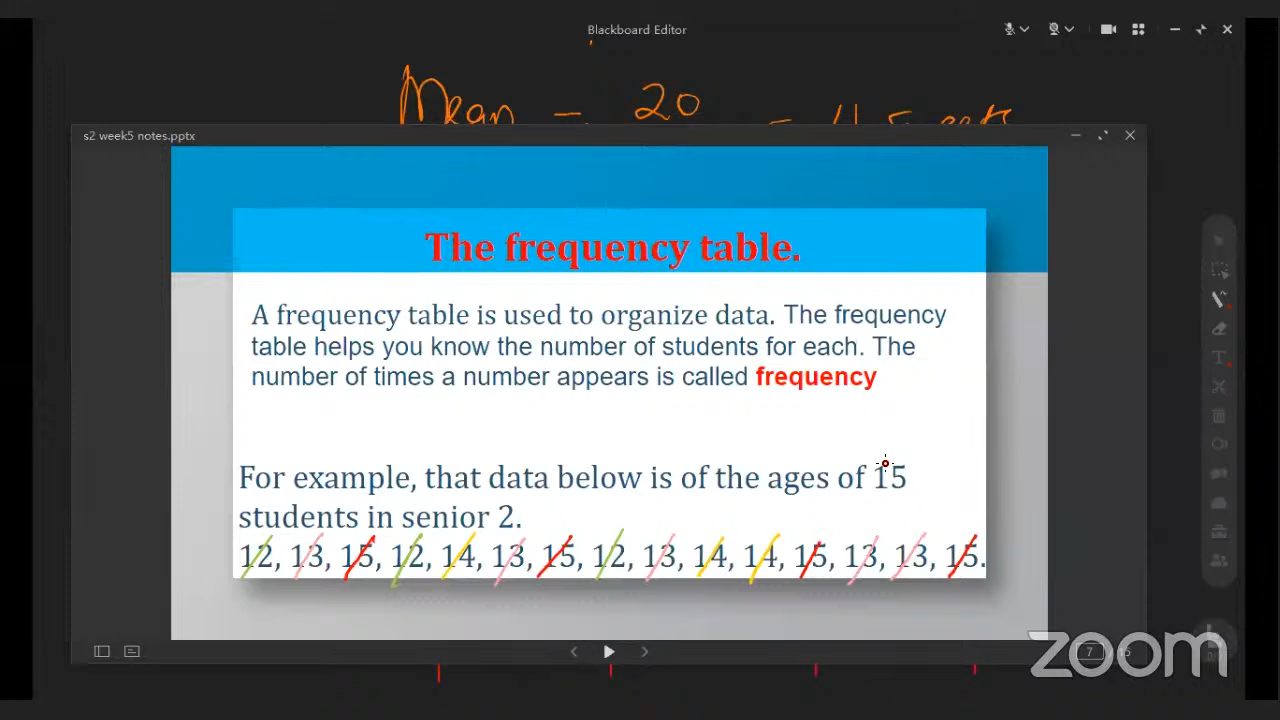 Blackboard Editor
Mean = 20
s2 week5 notes.pptx
The frequency table.
A frequency table is used to organize data. The frequency
table helps you know the number of students for each. The
number of times a number appears is called frequency
For example, that data below is of the ages of 15
students in senior 2.
12, 13, 15, 12, 14, 13, 15, 12, 13, 14, 14, 15, 13, 13, 15.
7
zoom